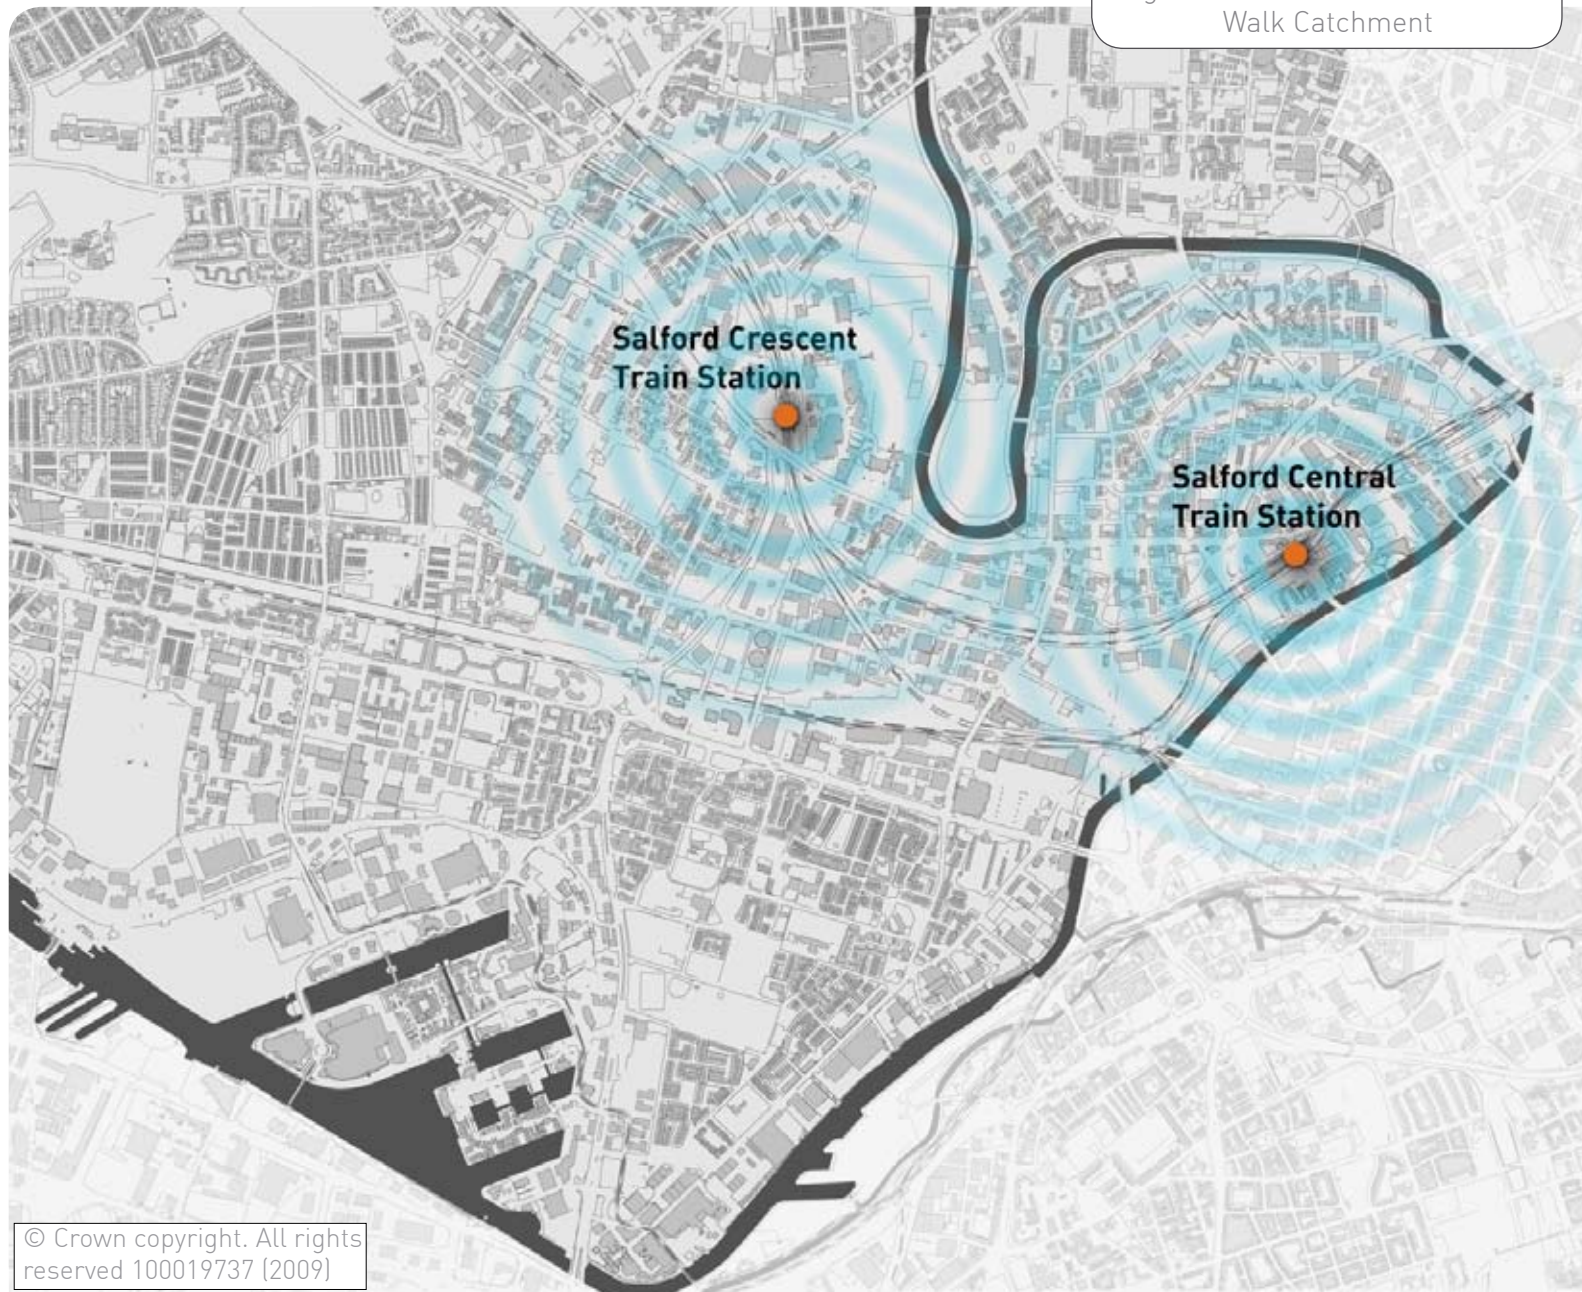 Walk Catchment
Salford Crescent
Train Station
Salford Central
Train Station
© Crown copyright. All rights
reserved 100019737 (2009)